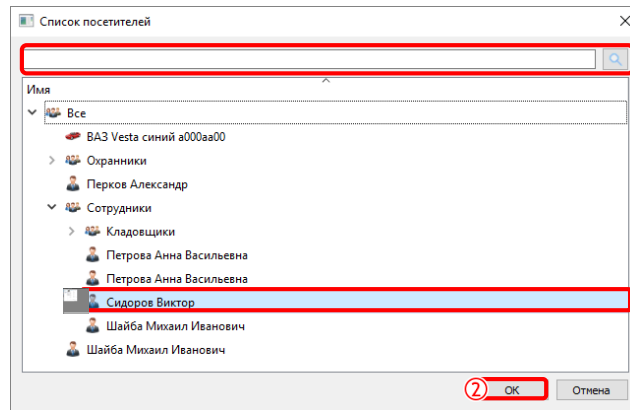 Список посетителей
Имя
Все
ВАЗ Vesta синий а000аа00
Охранники
Перков Александр
Сотрудники
Кладовщики
Петрова Анна Васильевна
Петрова Анна Васильевна
Сидоров Виктор
Шайба Михаил Иванович
Шайба Михаил Иванович
2 ОК Отмена